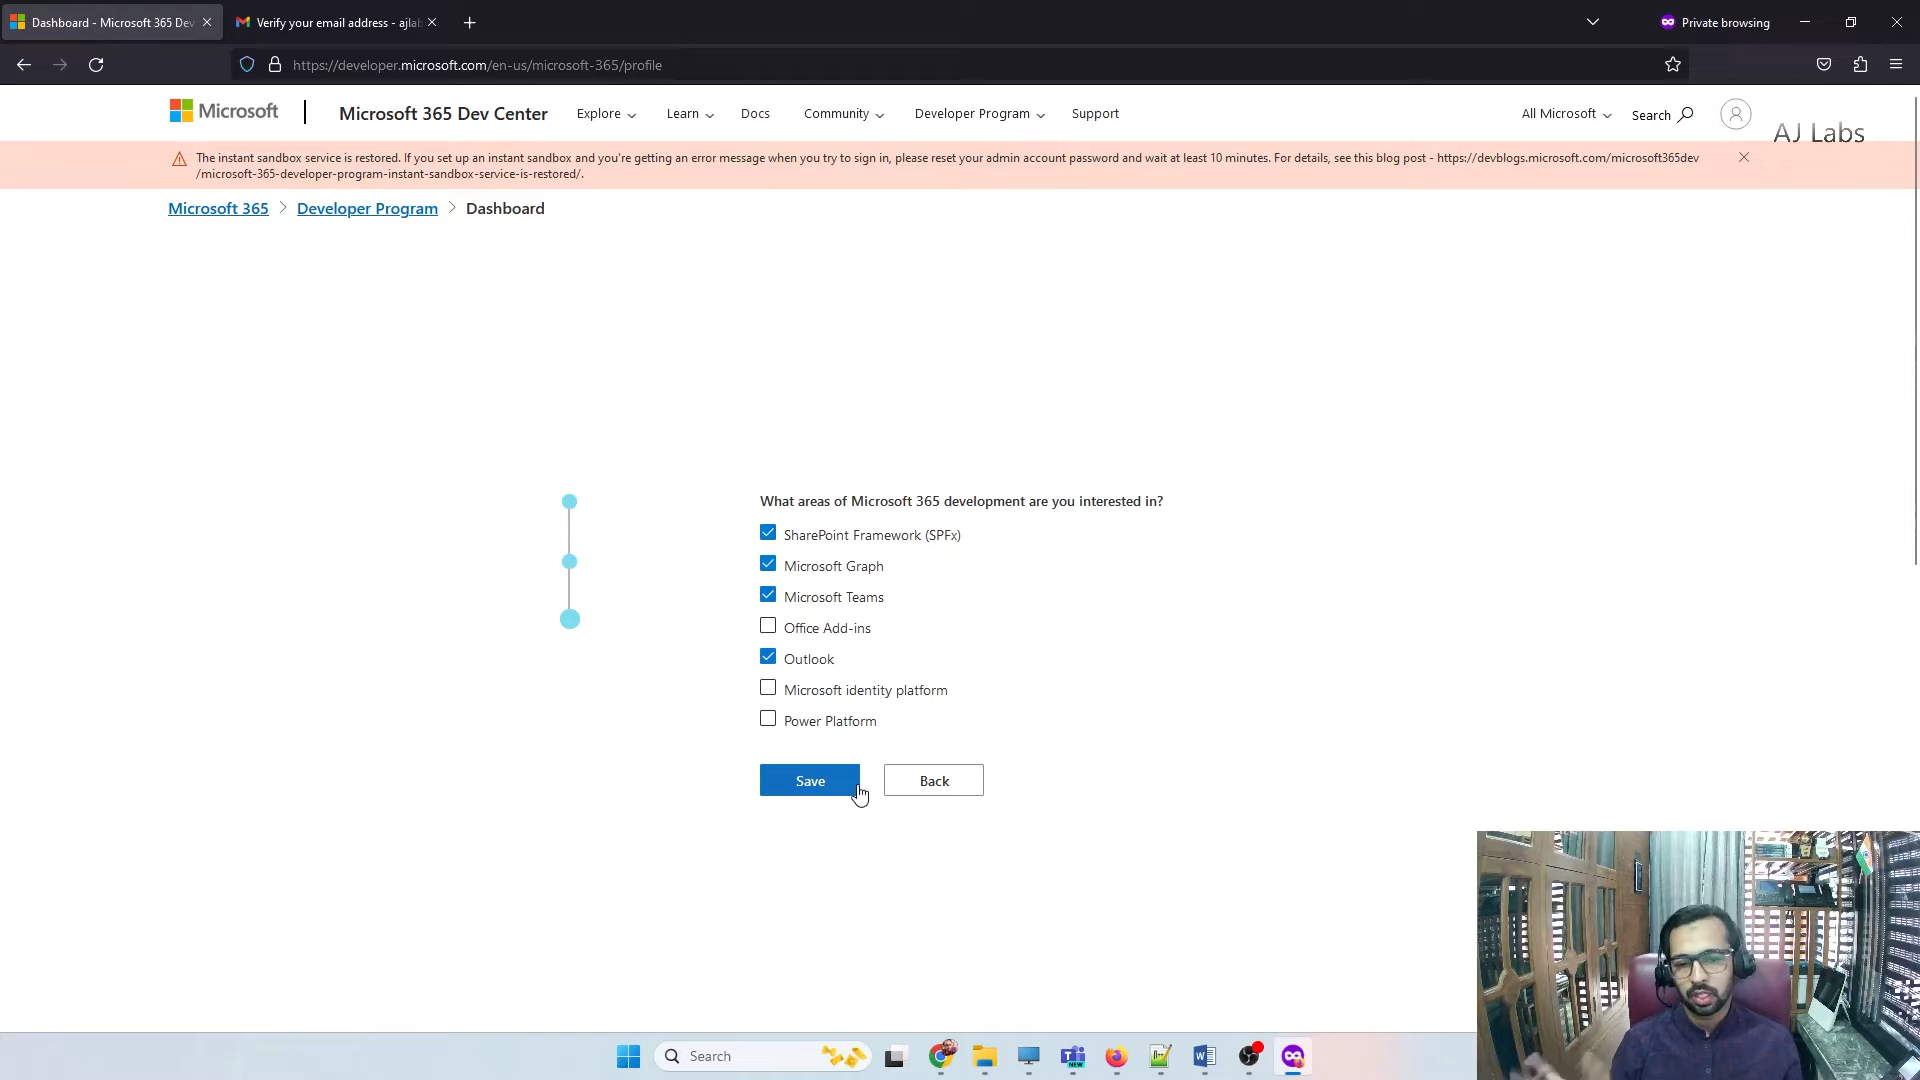 Dashboard - Microsoft 365 Dev
Verify your email address - ajlab
Private browsing
https://developer.microsoft.com/en-us/microsoft-365/profile
Microsoft
Microsoft 365 Dev Center
Explore
Learn
Docs
Community
Developer Program
Support
All Microsoft
Search
AJ Labs
The instant sandbox service is restored. If you set up an instant sandbox and you're getting an error message when you try to sign in, please reset your admin account password and wait at least 10 minutes. For details, see this blog post - https://devblogs.microsoft.com/microsoft365dev
/microsoft-365-developer-program-instant-sandbox-service-is-restored/.
Microsoft 365 > Developer Program > Dashboard
What areas of Microsoft 365 development are you interested in?
SharePoint Framework (SPFx)
Microsoft Graph
Microsoft Teams
Office Add-ins
Outlook
Microsoft identity platform
Power Platform
Save
Back
Search
NEW